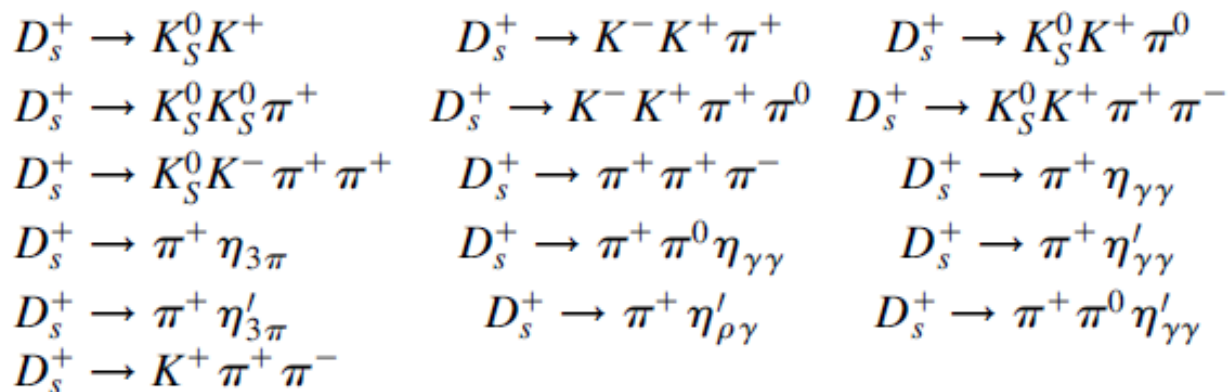 D_s^+ → K_S^0 K^+    D_s^+ → K^- K^+ π^+    D_s^+ → K_S^0 K^+ π^0
D_s^+ → K_S^0 K_S^0 π^+    D_s^+ → K^- K^+ π^+ π^0    D_s^+ → K_S^0 K^+ π^+ π^-
D_s^+ → K_S^0 K^- π^+ π^+    D_s^+ → π^+ π^+ π^-    D_s^+ → π^+ η_{γγ}
D_s^+ → π^+ η_{3π}    D_s^+ → π^+ π^0 η_{γγ}    D_s^+ → π^+ η'_{γγ}
D_s^+ → π^+ η'_{3π}    D_s^+ → π^+ η'_{ργ}    D_s^+ → π^+ π^0 η'_{γγ}
D_s^+ → K^+ π^+ π^-